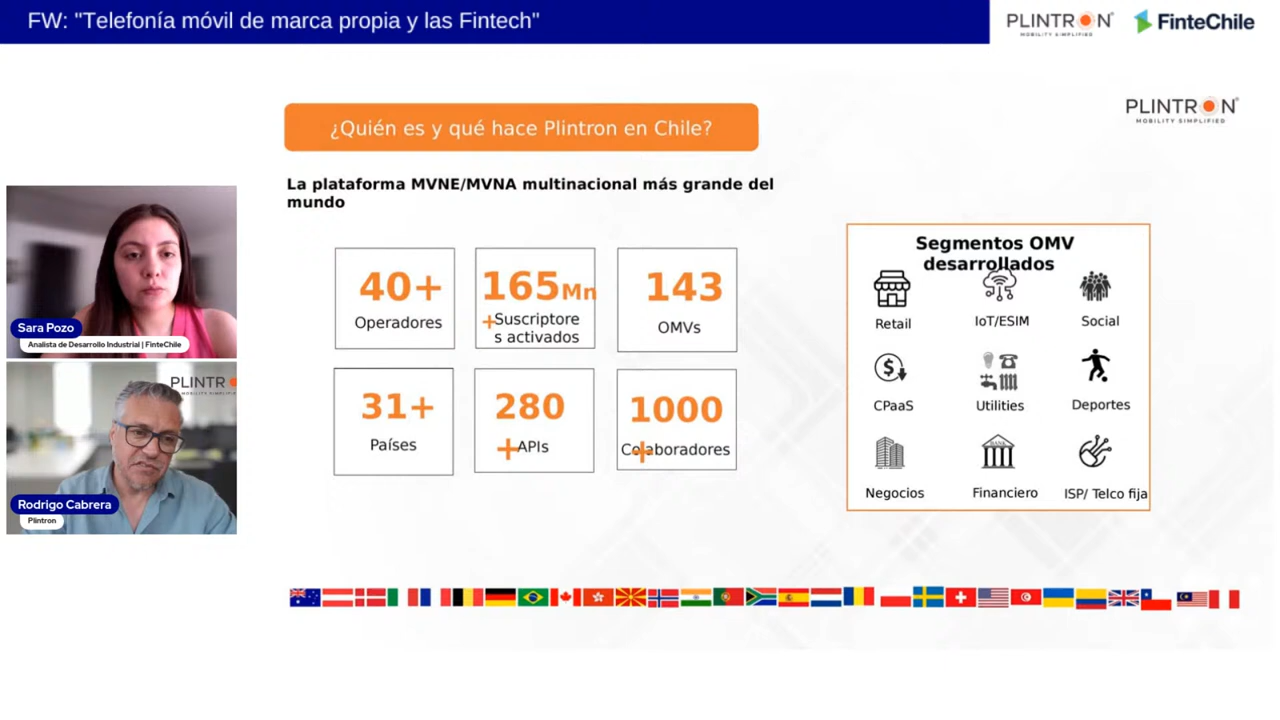 FW: "Telefonía móvil de marca propia y las Fintech"
PLINTRON®
MOBILITY SIMPLIFIED
FinteChile
¿Quién es y qué hace Plintron en Chile?
PLINTRON®
MOBILITY SIMPLIFIED
La plataforma MVNE/MVNA multinacional más grande del
mundo
40+
Operadores
165Mn
+Suscriptore
s activados
143
OMVs
31+
Países
280
+APIs
1000
+
Colaboradores
Segmentos OMV
desarrollados
Retail
IoT/ESIM
Social
CPaaS
Utilities
Deportes
BANK
Negocios
Financiero
ISP/ Telco fija
Sara Pozo
Analista de Desarrollo Industrial | FinteChile
PLINTRO
MOBILITY SIMPLIFIE
Rodrigo Cabrera
Plintron